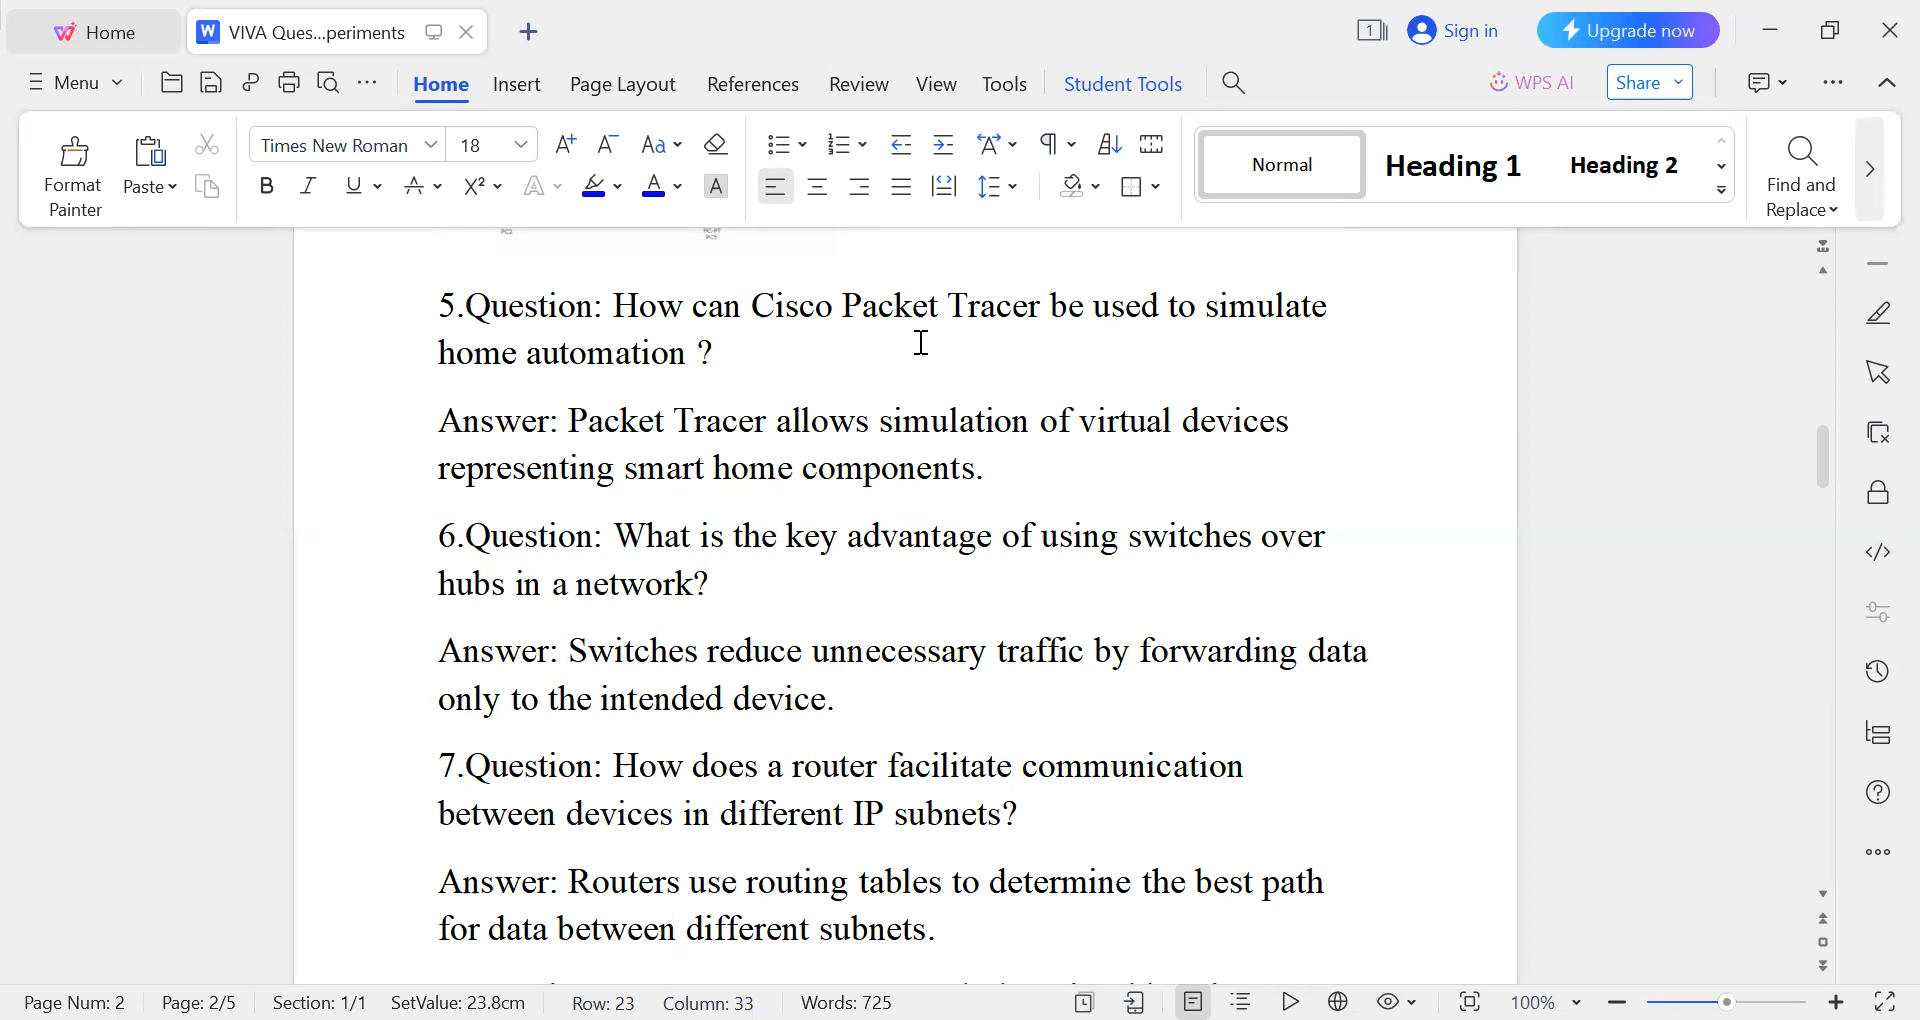 Home
VIVA Ques...periments
1
Sign in
Upgrade now
Menu
Home
Insert
Page Layout
References
Review
View
Tools
Student Tools
WPS AI
Share
Format
Painter
Paste
Times New Roman
18
Normal
Heading 1
Heading 2
Find and
Replace
PC2
PC-PT
PC3
5.Question: How can Cisco Packet Tracer be used to simulate
home automation ?
Answer: Packet Tracer allows simulation of virtual devices
representing smart home components.
6.Question: What is the key advantage of using switches over
hubs in a network?
Answer: Switches reduce unnecessary traffic by forwarding data
only to the intended device.
7.Question: How does a router facilitate communication
between devices in different IP subnets?
Answer: Routers use routing tables to determine the best path
for data between different subnets.
Page Num: 2
Page: 2/5
Section: 1/1
SetValue: 23.8cm
Row: 23
Column: 33
Words: 725
100%